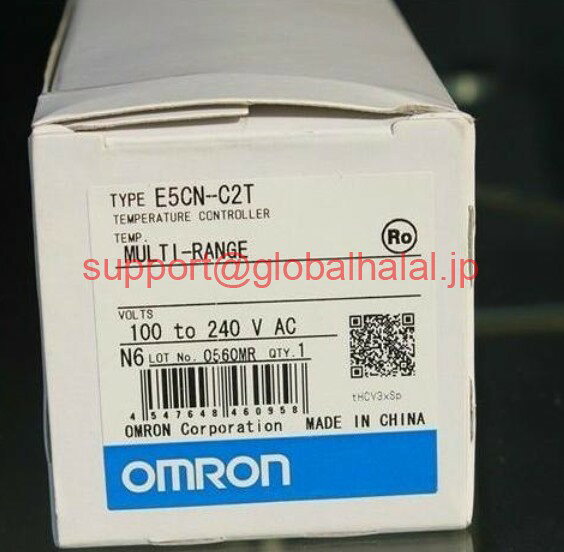 TYPE E5CN-C2T
TEMPERATURE CONTROLLER
TEMP.
MULTI-RANGE
Ro
support@globalhalal.jp
VOLTS
100 to 240 V AC
N6 LOT No. 0560MR QTY. 1
tHCV3xSp
4 547648 460958
OMRON Corporation MADE IN CHINA
OMRON